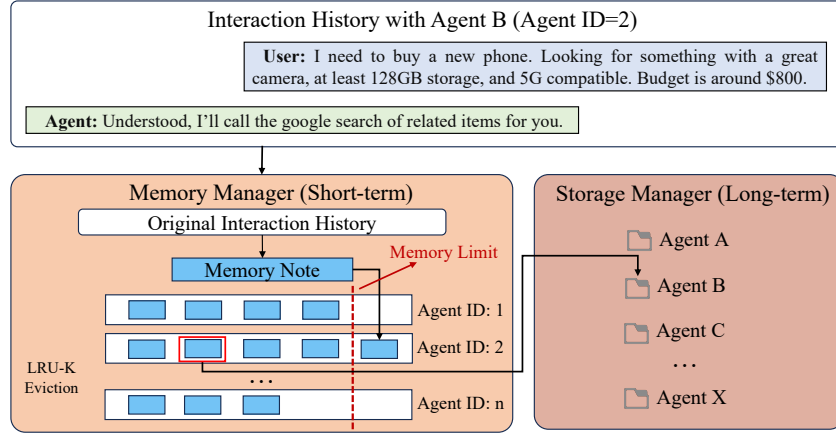 Interaction History with Agent B (Agent ID=2)
User: I need to buy a new phone. Looking for something with a great
camera, at least 128GB storage, and 5G compatible. Budget is around $800.
Agent: Understood, I'll call the google search of related items for you.
Memory Manager (Short-term)
Original Interaction History
Memory Note
Memory Limit
Agent ID: 1
Agent ID: 2
LRU-K
Eviction
...
Agent ID: n
Storage Manager (Long-term)
Agent A
Agent B
Agent C
...
Agent X